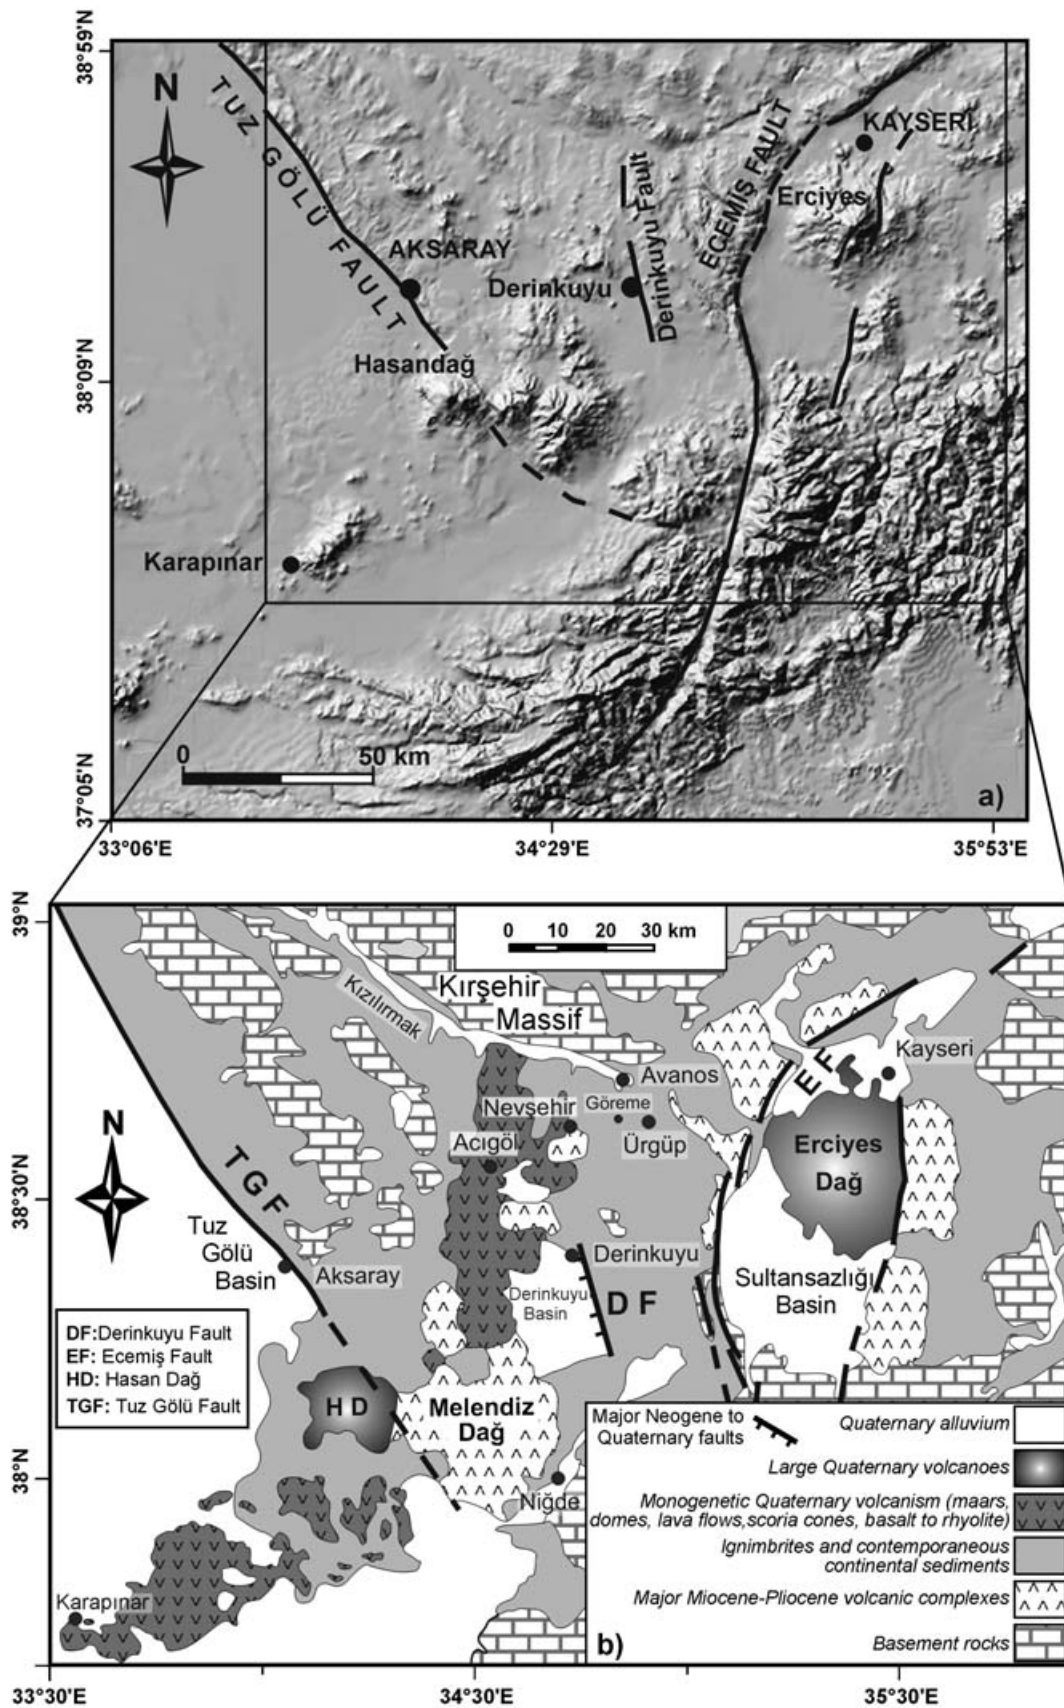 38°59'N
N
TUZ GÖLÜ FAULT
KAYSERİ
ECEMİŞ FAULT
Erciyes
Derinkuyu Fault
AKSARAY
Derinkuyu
Hasandağ
38°09'N
Karapınar
0 50 km
a)
37°05'N
33°06'E 34°29'E 35°53'E
39°N
0 10 20 30 km
Kırşehir
Massif
Kızılırmak
Kayseri
EF
Avanos
N
Nevşehir
Göreme
Acıgöl
Ürgüp
Erciyes
Dağ
38°30'N
TGF
Tuz
Gölü
Basin
Aksaray
Derinkuyu
Derinkuyu
Basin
DF
Sultansazlığı
Basin
DF:Derinkuyu Fault
EF: Ecemiş Fault
HD: Hasan Dağ
TGF: Tuz Gölü Fault
HD
Melendiz
Dağ
38°N
Niğde
Karapınar
Major Neogene to
Quaternary faults
Quaternary alluvium
Large Quaternary volcanoes
Monogenetic Quaternary volcanism (maars,
domes, lava flows,scoria cones, basalt to rhyolite)
Ignimbrites and contemporaneous
continental sediments
Major Miocene-Pliocene volcanic complexes
Basement rocks
b)
33°30'E 34°30'E 35°30'E